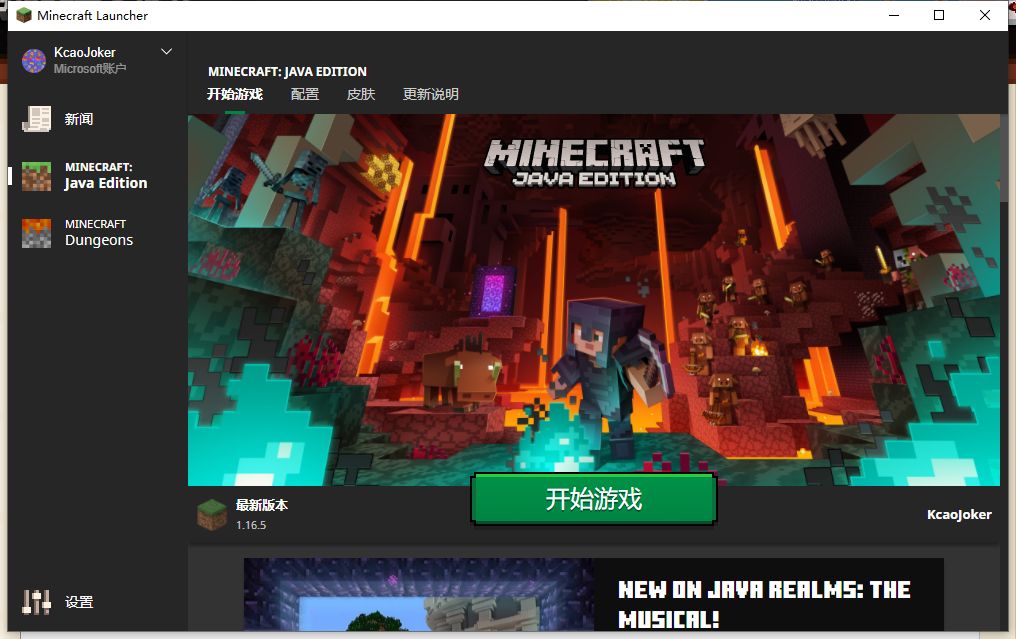 Minecraft Launcher
KcaoJoker
Microsoft账户
新闻
MINECRAFT:
Java Edition
MINECRAFT
Dungeons
设置
MINECRAFT: JAVA EDITION
开始游戏 配置 皮肤 更新说明
MINECRAFT
JAVA EDITION
最新版本
1.16.5
开始游戏
KcaoJoker
NEW ON JAVA REALMS: THE
MUSICAL!